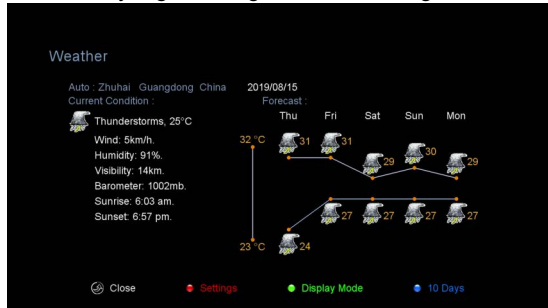 Weather
Auto : Zhuhai Guangdong China 2019/08/15
Current Condition : Forecast :
Thu Fri Sat Sun Mon
Thunderstorms, 25°C
Wind: 5km/h.
Humidity: 91%.
Visibility: 14km.
Barometer: 1002mb.
Sunrise: 6:03 am.
Sunset: 6:57 pm.
32 °C 31 31 29 30 29
27 27 27 27
23 °C 24
Close Settings Display Mode 10 Days